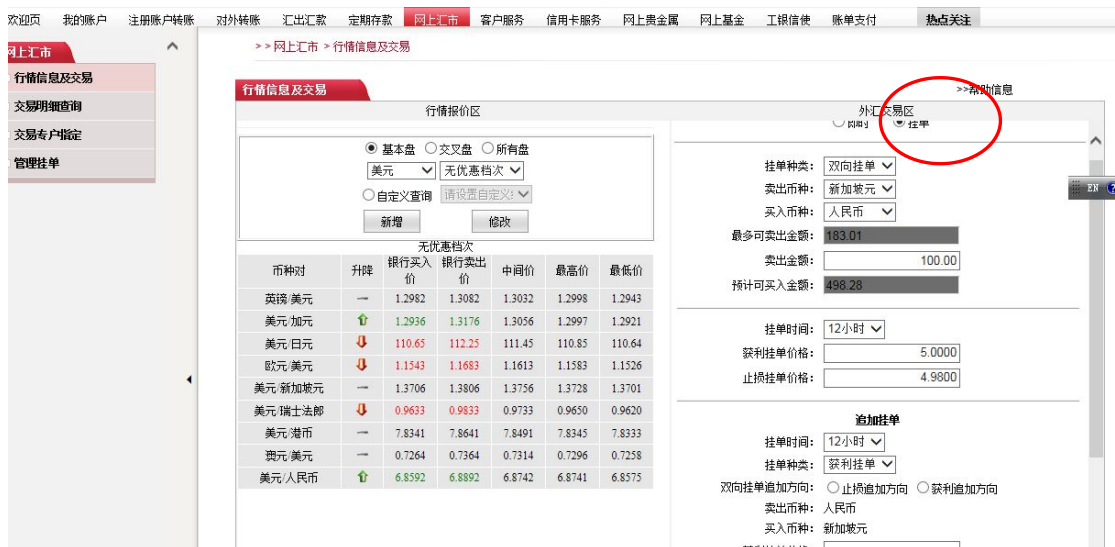 欢迎页 我的账户 注册账户转账 对外转账 汇出汇款 定期存款 网上汇市 客户服务 信用卡服务 网上贵金属 网上基金 工银信使 账单支付 热点关注
网上汇市
行情信息及交易
交易明细查询
交易专户指定
管理挂单
>> 网上汇市 > 行情信息及交易
行情信息及交易
>>帮助信息
行情报价区
基本盘 交叉盘 所有盘
美元 无优惠档次
自定义查询 请设置自定义:
新增 修改
无优惠档次
币种对 升降 银行买入价 银行卖出价 中间价 最高价 最低价
英镑/美元 — 1.2982 1.3082 1.3032 1.2998 1.2943
美元/加元 1.2936 1.3176 1.3056 1.2997 1.2921
美元/日元 110.65 112.25 111.45 110.85 110.64
欧元/美元 1.1543 1.1683 1.1613 1.1583 1.1526
美元/新加坡元 — 1.3706 1.3806 1.3756 1.3728 1.3701
美元/瑞士法郎 0.9633 0.9833 0.9733 0.9650 0.9620
美元/港币 — 7.8341 7.8641 7.8491 7.8345 7.8333
澳元/美元 — 0.7264 0.7364 0.7314 0.7296 0.7258
美元/人民币 6.8592 6.8892 6.8742 6.8741 6.8575
外汇交易区
即时 挂单
挂单种类： 双向挂单
卖出币种： 新加坡元
买入币种： 人民币
最多可卖出金额： 183.01
卖出金额： 100.00
预计可买入金额： 498.28
挂单时间： 12小时
获利挂单价格： 5.0000
止损挂单价格： 4.9800
追加挂单
挂单时间： 12小时
挂单种类： 获利挂单
双向挂单追加方向： 止损追加方向 获利追加方向
卖出币种： 人民币
买入币种： 新加坡元
EN